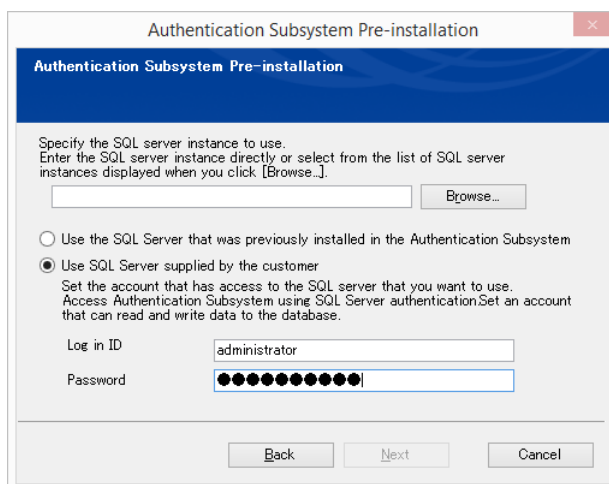 Authentication Subsystem Pre-installation
Authentication Subsystem Pre-installation
Specify the SQL server instance to use.
Enter the SQL server instance directly or select from the list of SQL server
instances displayed when you click [Browse...].
Browse...
Use the SQL Server that was previously installed in the Authentication Subsystem
Use SQL Server supplied by the customer
Set the account that has access to the SQL server that you want to use.
Access Authentication Subsystem using SQL Server authentication.Set an account
that can read and write data to the database.
Log in ID administrator
Password ●●●●●●●●●●
Back Next Cancel